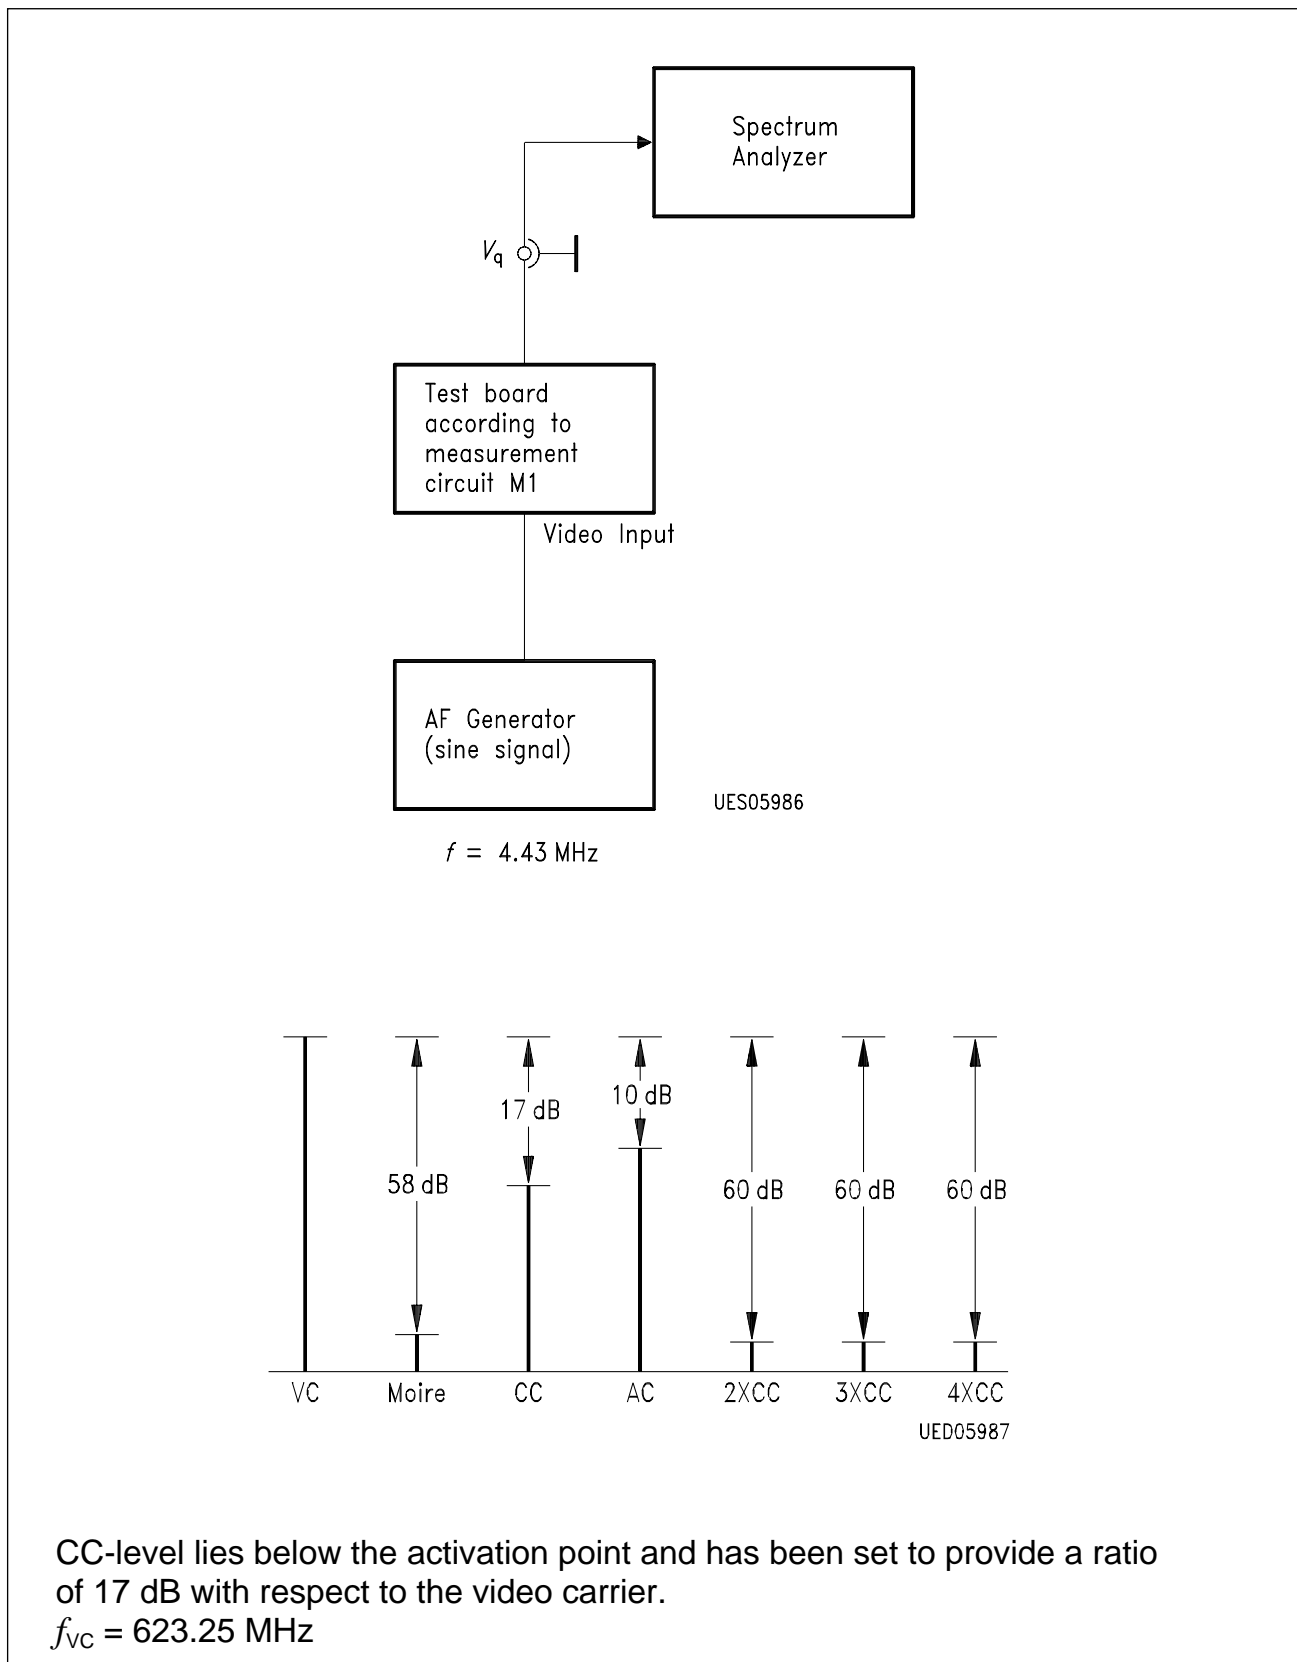 Spectrum
Analyzer
Vq
Test board
according to
measurement
circuit M1
Video Input
AF Generator
(sine signal)
UES05986
f = 4.43 MHz
17 dB
10 dB
58 dB
60 dB
60 dB
60 dB
VC
Moire
CC
AC
2XCC
3XCC
4XCC
UED05987
CC-level lies below the activation point and has been set to provide a ratio
of 17 dB with respect to the video carrier.
fVC = 623.25 MHz